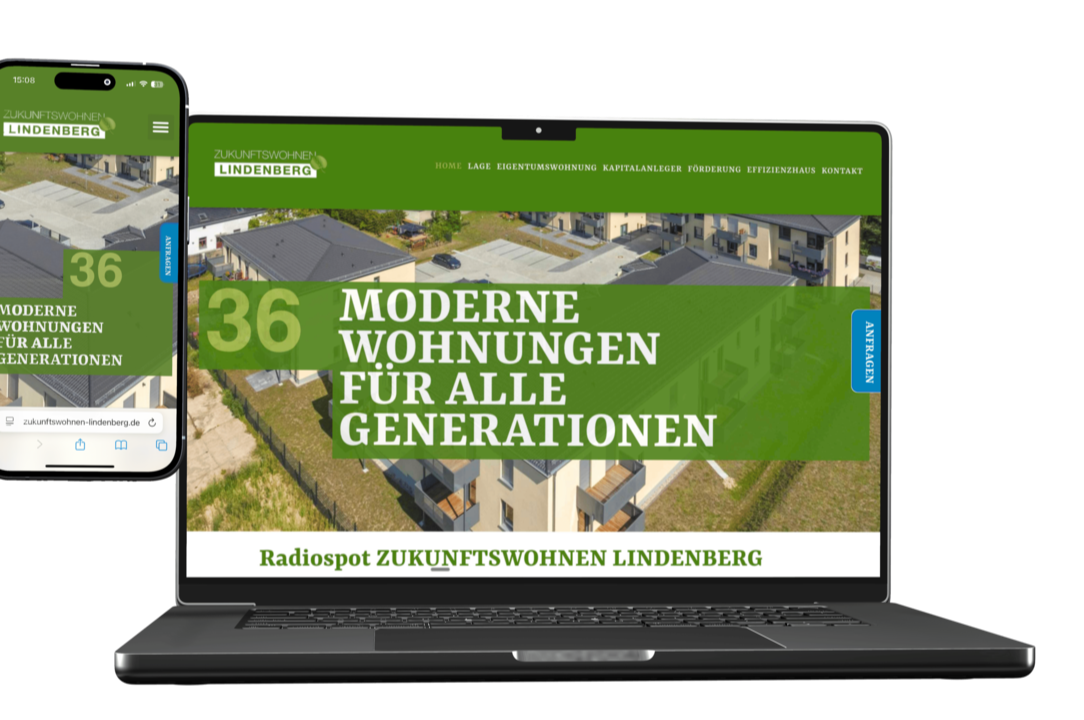 15:08
ZUKUNFTSWOHNEN
LINDENBERG
ANFRAGEN
36
MODERNE
WOHNUNGEN
FÜR ALLE
GENERATIONEN
zukunftswohnen-lindenberg.de
ZUKUNFTSWOHNEN
LINDENBERG
HOME LAGE EIGENTUMSWOHNUNG KAPITALANLEGER FÖRDERUNG EFFIZIENZHAUS KONTAKT
36
MODERNE
WOHNUNGEN
FÜR ALLE
GENERATIONEN
ANFRAGEN
Radiospot ZUKUNFTSWOHNEN LINDENBERG